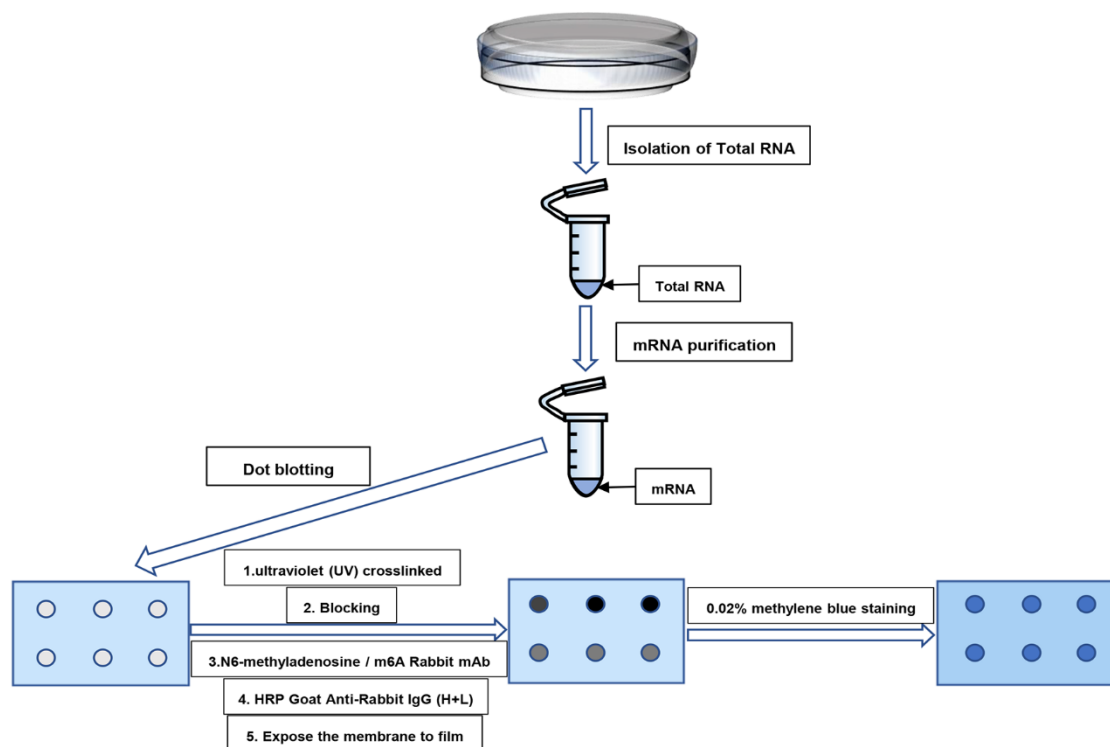 Isolation of Total RNA
Total RNA
mRNA purification
Dot blotting
mRNA
1.ultraviolet (UV) crosslinked
2. Blocking
0.02% methylene blue staining
3.N6-methyladenosine / m6A Rabbit mAb
4. HRP Goat Anti-Rabbit IgG (H+L)
5. Expose the membrane to film